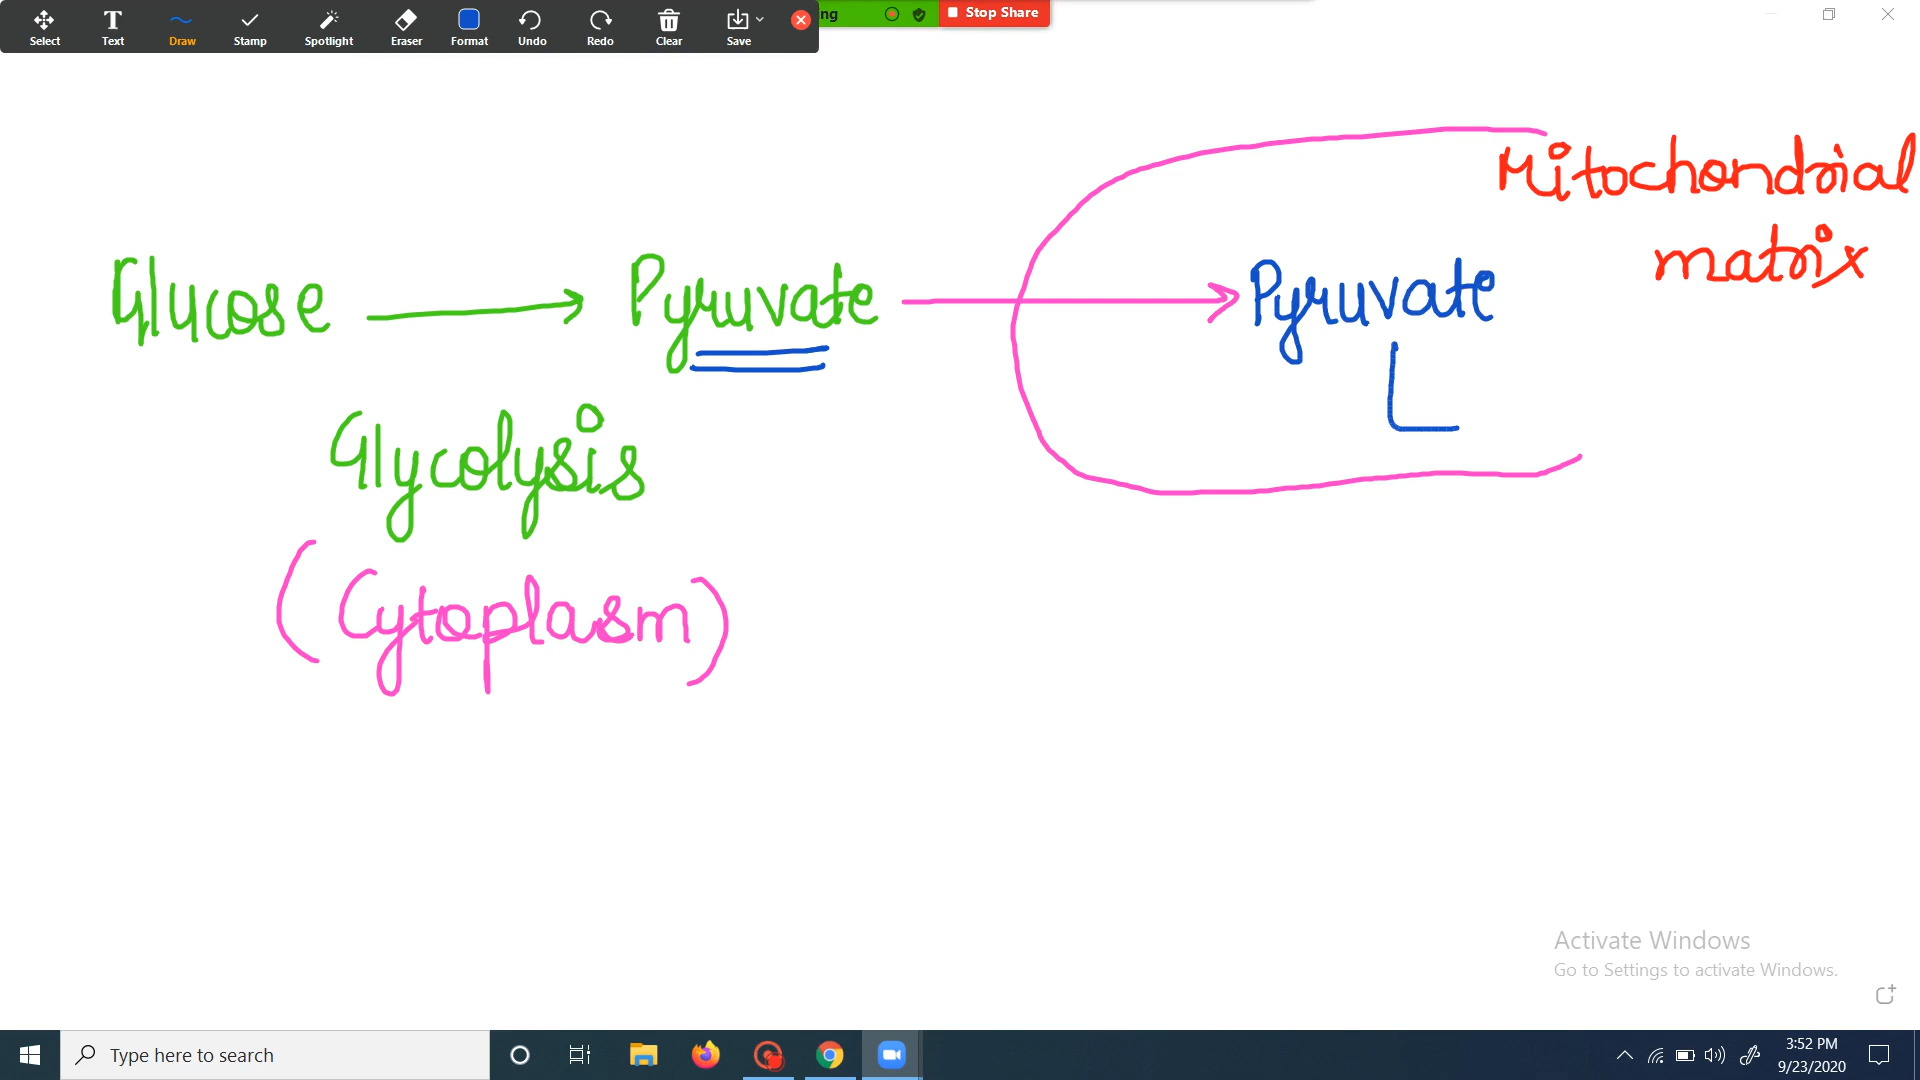 ng Stop Share
Select Text Draw Stamp Spotlight Eraser Format Undo Redo Clear Save
Mitochondrial
matrix
Glucose Pyruvate Pyruvate
Glycolysis
(Cytoplasm)
Activate Windows
Go to Settings to activate Windows.
Type here to search
3:52 PM
9/23/2020